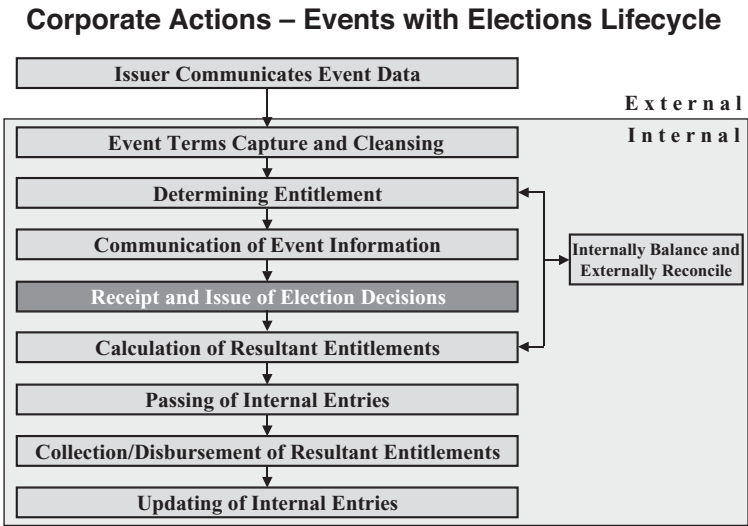 Corporate Actions – Events with Elections Lifecycle
Issuer Communicates Event Data
External
Internal
Event Terms Capture and Cleansing
Determining Entitlement
Communication of Event Information
Internally Balance and
Externally Reconcile
Receipt and Issue of Election Decisions
Calculation of Resultant Entitlements
Passing of Internal Entries
Collection/Disbursement of Resultant Entitlements
Updating of Internal Entries